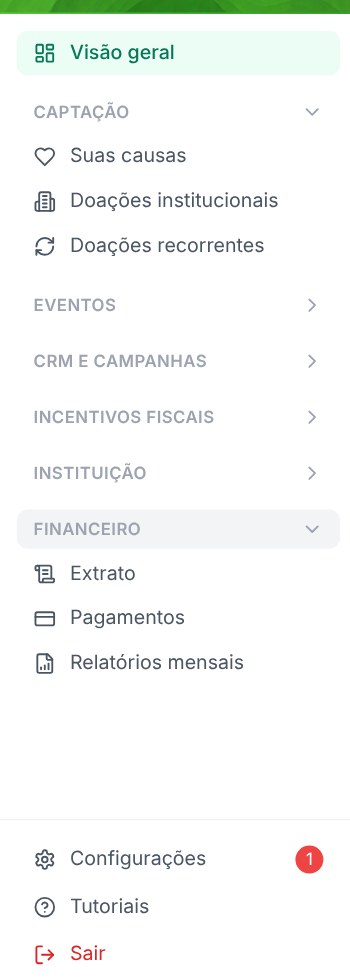 Visão geral
CAPTAÇÃO
Suas causas
Doações institucionais
Doações recorrentes
EVENTOS
CRM E CAMPANHAS
INCENTIVOS FISCAIS
INSTITUIÇÃO
FINANCEIRO
Extrato
Pagamentos
Relatórios mensais
Configurações 1
Tutoriais
Sair